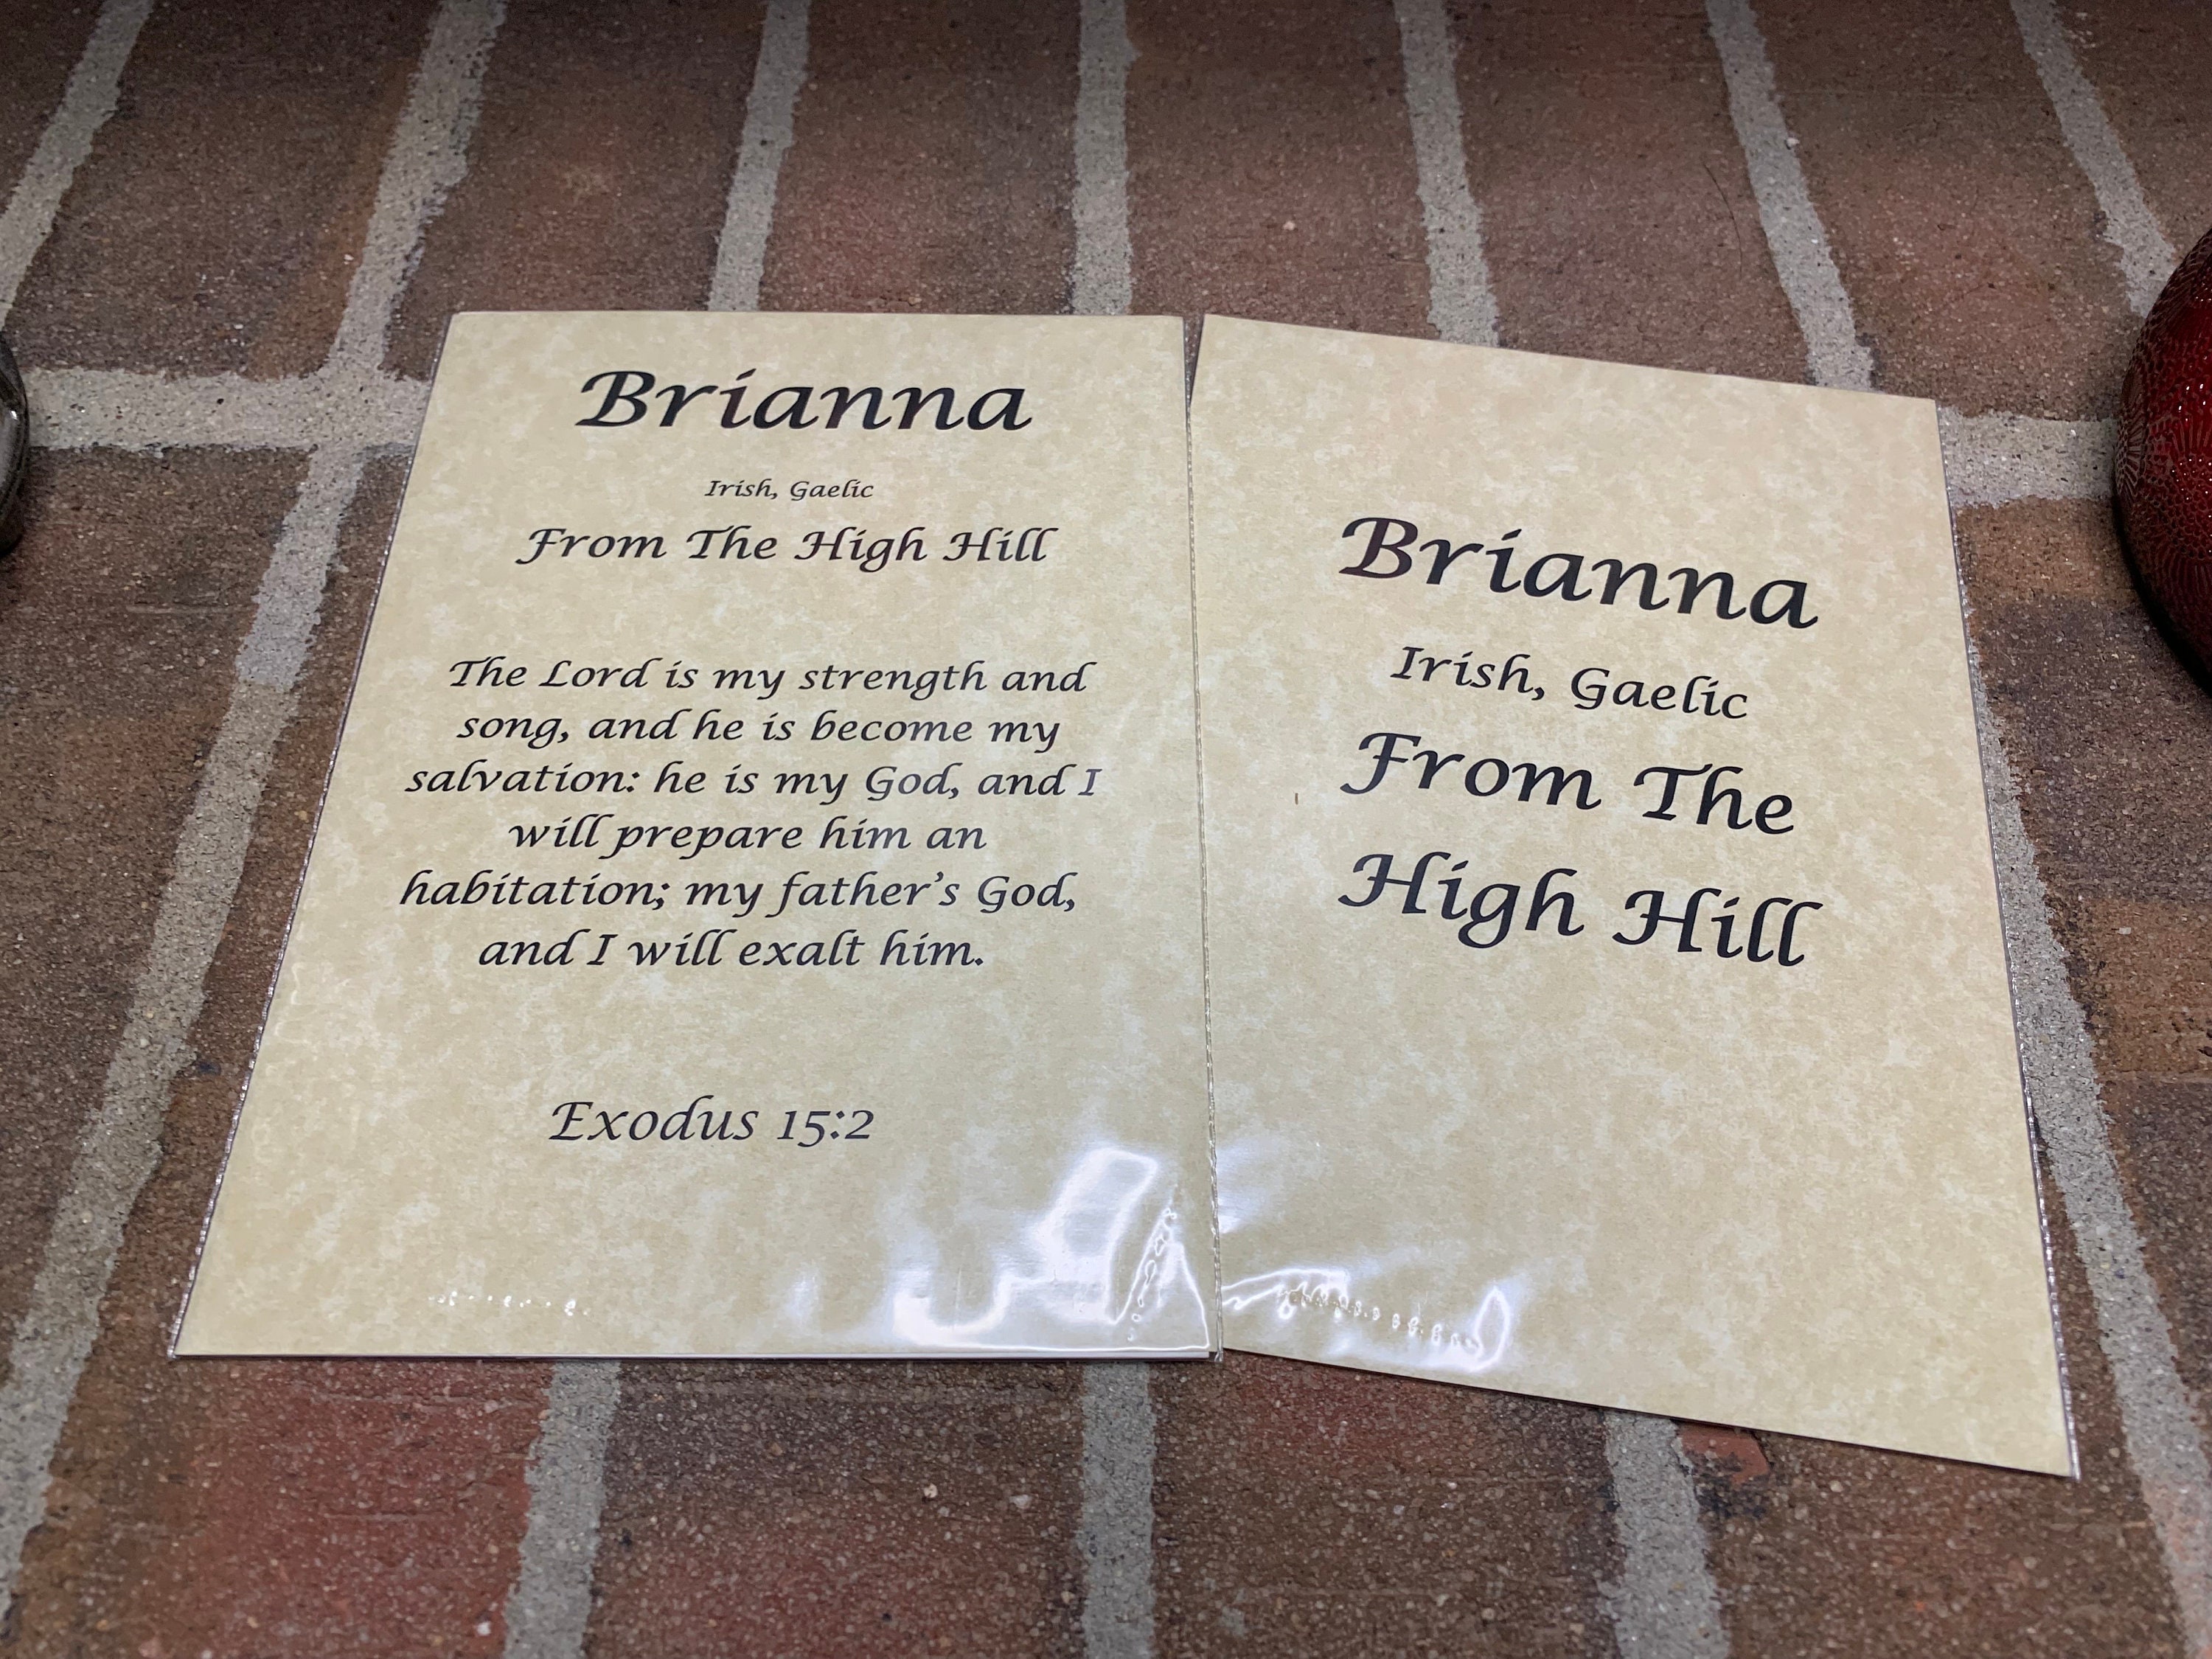 Brianna
Irish, Gaelic
From The High Hill
The Lord is my strength and
song, and he is become my
salvation: he is my God, and I
will prepare him an
habitation; my father’s God,
and I will exalt him.
Exodus 15:2
Brianna
Irish, Gaelic
From The
High Hill